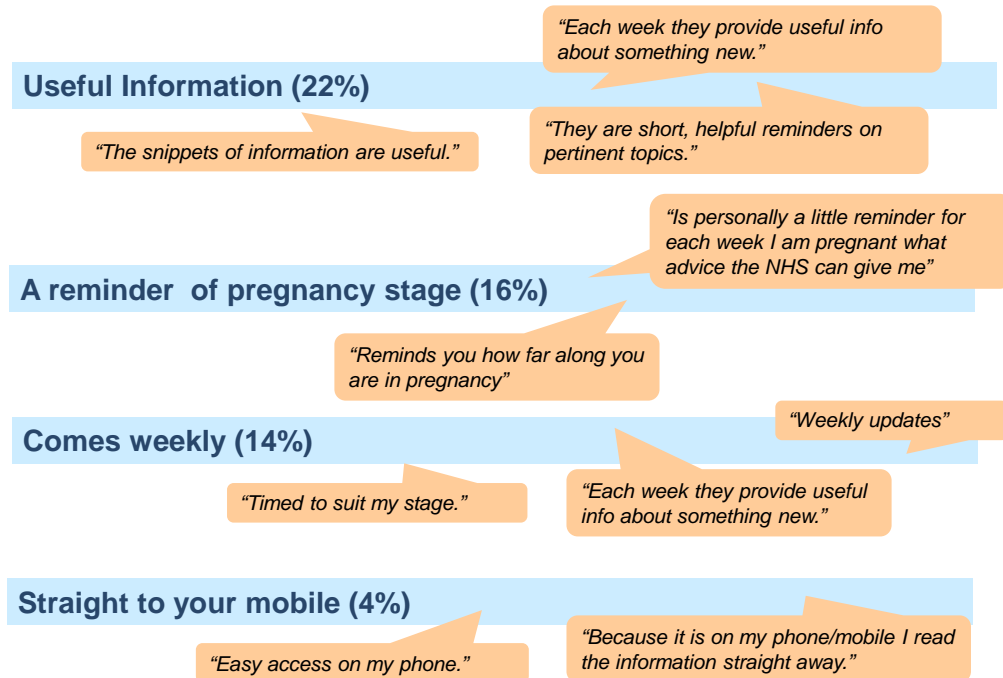 “Each week they provide useful info
about something new.”
Useful Information (22%)
“The snippets of information are useful.”
“They are short, helpful reminders on
pertinent topics.”
“Is personally a little reminder for
each week I am pregnant what
advice the NHS can give me”
A reminder  of pregnancy stage (16%)
“Reminds you how far along you
are in pregnancy”
“Weekly updates”
Comes weekly (14%)
“Timed to suit my stage.”
“Each week they provide useful
info about something new.”
Straight to your mobile (4%)
“Easy access on my phone.”
“Because it is on my phone/mobile I read
the information straight away.”